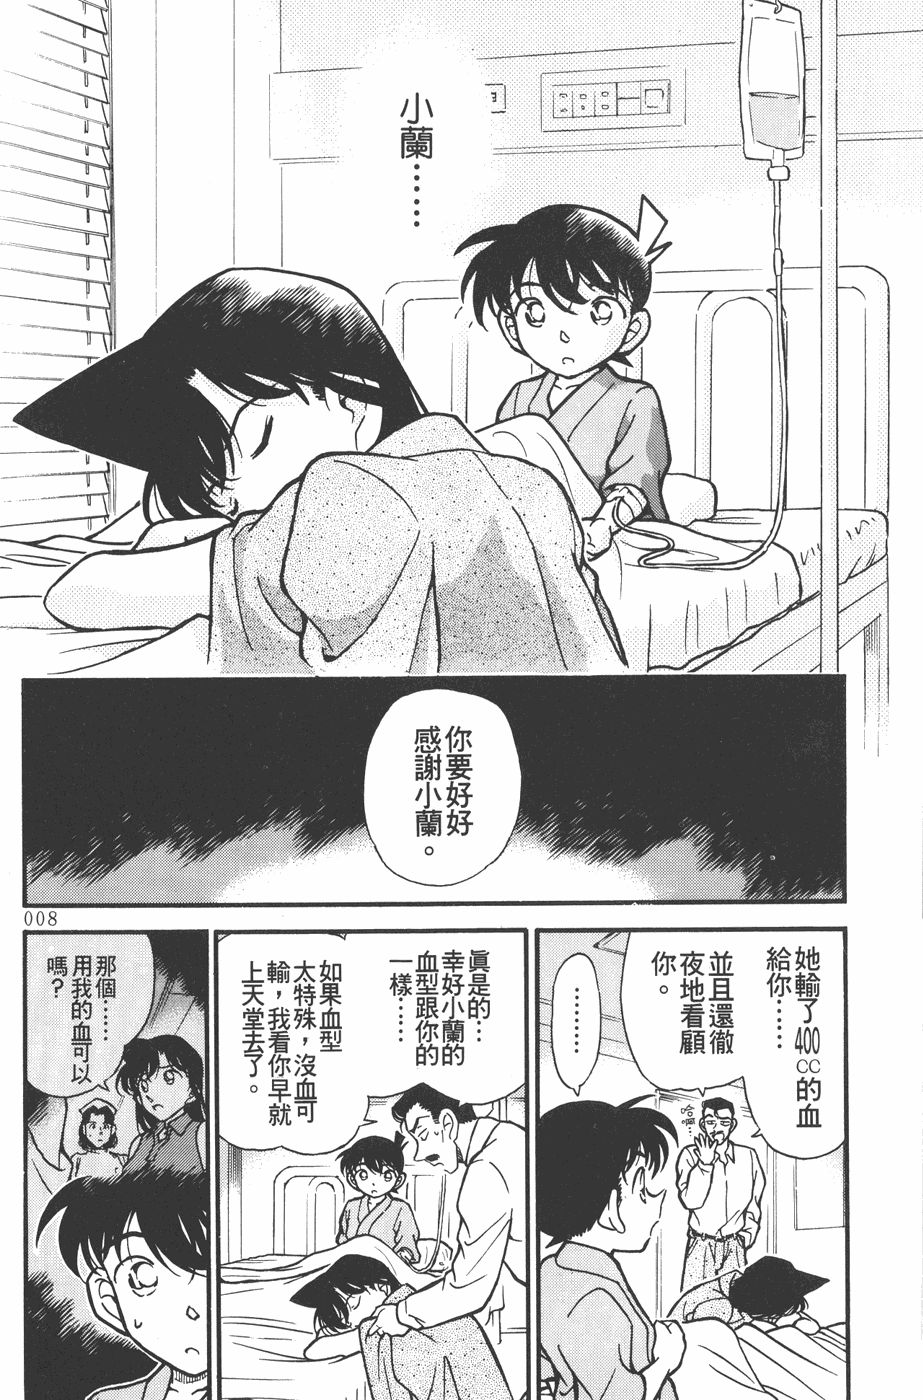 小蘭……
你要好好
感謝小蘭。
008
她輸了400cc的血
給你……
並且還徹
夜地看顧
你。
哈啊…
………
眞是的…
幸好小蘭的
血型跟你的
一樣……
如果血型
太特殊，沒血可
輸，我看你早就
上天堂去了。
那個……
用我的血可以
嗎？